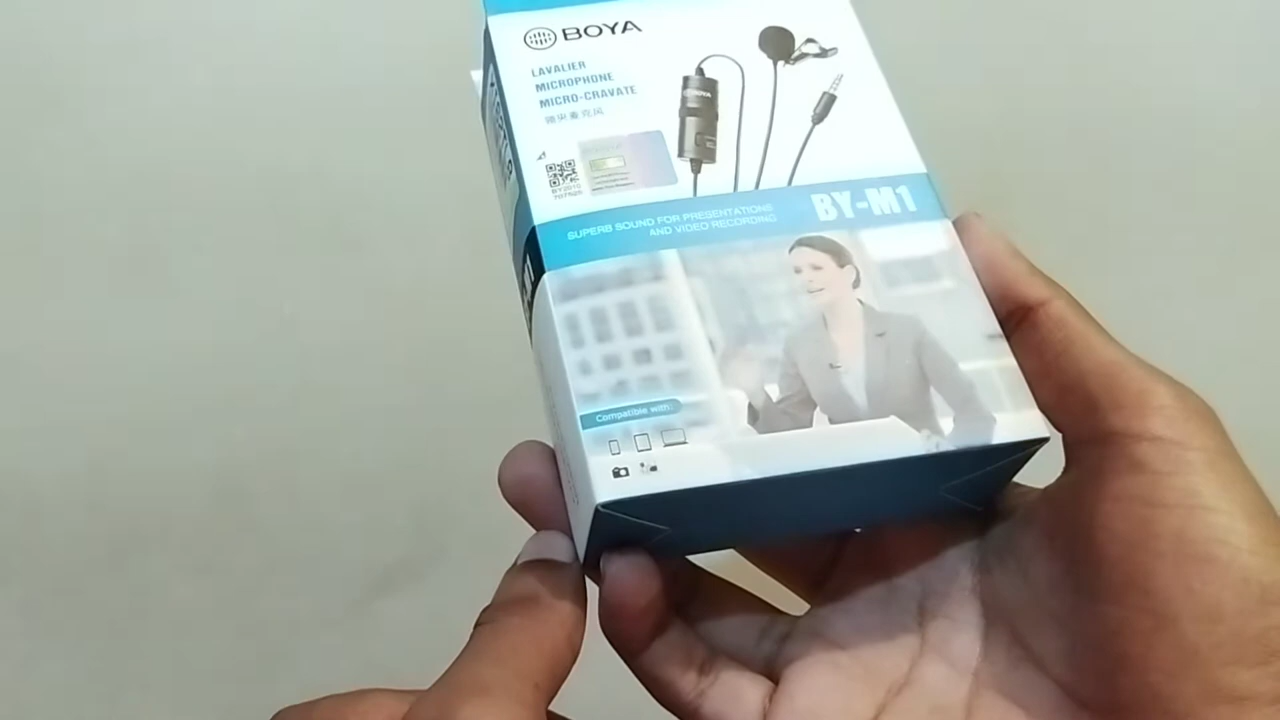 BOYA
LAVALIER
MICROPHONE
MICRO-CRAVATE
领夹麦克风
BOYA
SUPERB SOUND FOR PRESENTATIONS
AND VIDEO RECORDING
BY-M1
Compatible with: